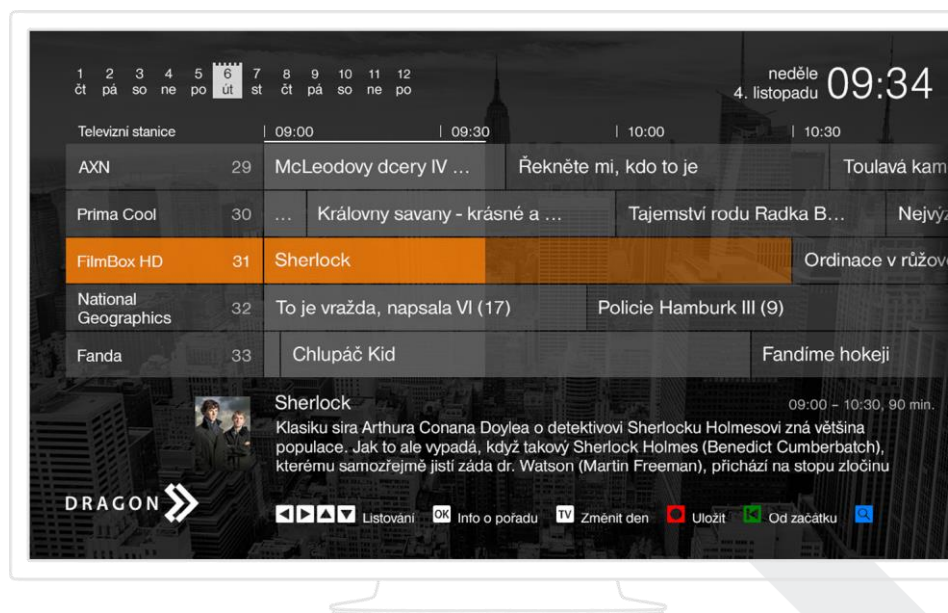 1 2 3 4 5 6 7 8 9 10 11 12
čt pá so ne po út st čt pá so ne po
neděle
4. listopadu
09:34
Televizní stanice 09:00 09:30 10:00 10:30
AXN 29 McLeodovy dcery IV ... Řekněte mi, kdo to je Toulavá kam
Prima Cool 30 ... Královny savany - krásné a ... Tajemství rodu Radka B... Nejvý
FilmBox HD 31 Sherlock Ordinace v růžov
National
Geographics 32 To je vražda, napsala VI (17) Policie Hamburk III (9)
Fanda 33 Chlupáč Kid Fandíme hokeji
Sherlock 09:00 – 10:30, 90 min.
Klasiku sira Arthura Conana Doylea o detektivovi Sherlocku Holmesovi zná většina
populace. Jak to ale vypadá, když takový Sherlock Holmes (Benedict Cumberbatch),
kterému samozřejmě jistí záda dr. Watson (Martin Freeman), přichází na stopu zločinu
DRAGON
Listování OK Info o pořadu TV Změnit den Uložit Od začátku